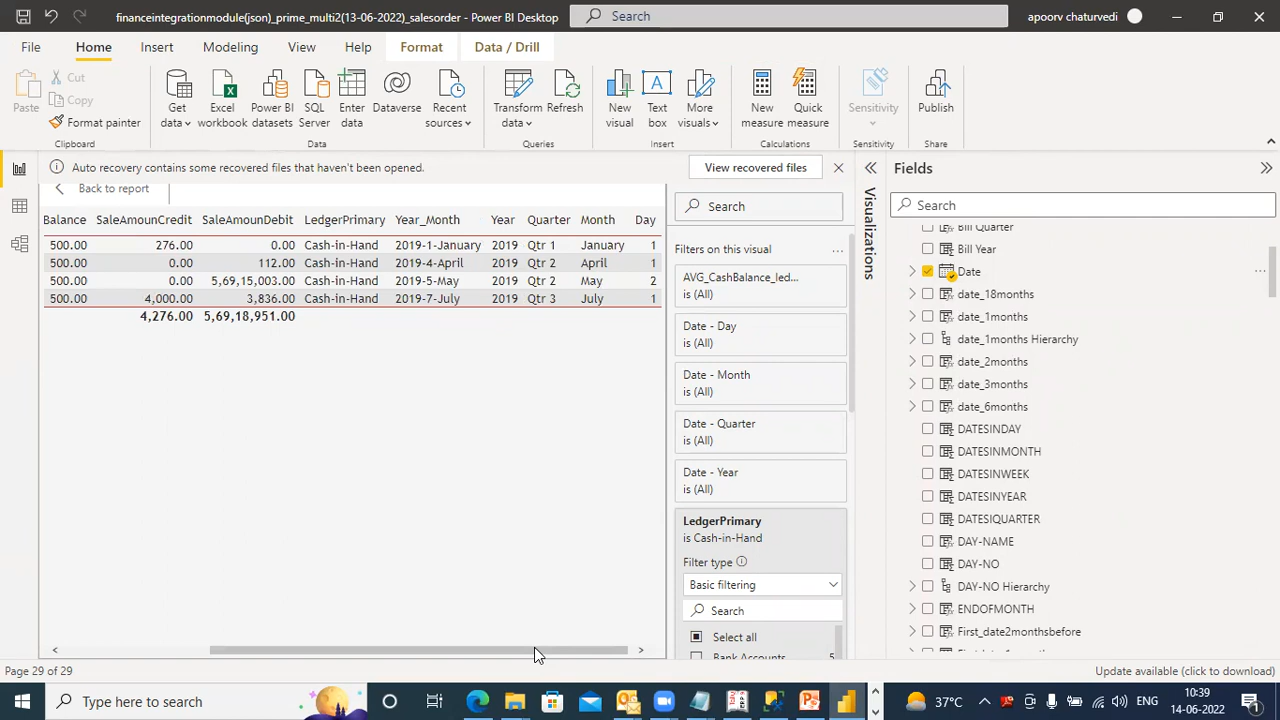 financeintegrationmodule(json)_prime_multi2(13-06-2022)_salesorder - Power BI Desktop
Search
apoorv chaturvedi
File Home Insert Modeling View Help Format Data / Drill
Paste
Cut
Copy
Format painter
Get data
Excel workbook
Power BI datasets
SQL Server
Enter data
Dataverse
Recent sources
Transform data
Refresh
New visual
Text box
More visuals
New measure
Quick measure
Sensitivity
Publish
Clipboard Data Queries Insert Calculations Sensitivity Share
Auto recovery contains some recovered files that haven't been opened.
View recovered files
Back to report
Balance SaleAmounCredit SaleAmounDebit LedgerPrimary Year_Month Year Quarter Month Day
500.00 276.00 0.00 Cash-in-Hand 2019-1-January 2019 Qtr 1 January 1
500.00 0.00 112.00 Cash-in-Hand 2019-4-April 2019 Qtr 2 April 1
500.00 0.00 5,69,15,003.00 Cash-in-Hand 2019-5-May 2019 Qtr 2 May 2
500.00 4,000.00 3,836.00 Cash-in-Hand 2019-7-July 2019 Qtr 3 July 1
4,276.00 5,69,18,951.00
Search
Filters on this visual
AVG_CashBalance_led...
is (All)
Date - Day
is (All)
Date - Month
is (All)
Date - Quarter
is (All)
Date - Year
is (All)
LedgerPrimary
is Cash-in-Hand
Filter type
Basic filtering
Search
Select all
Bank Accounts 5
Visualizations
Fields
Search
Bill Quarter
Bill Year
Date
date_18months
date_1months
date_1months Hierarchy
date_2months
date_3months
date_6months
DATESINDAY
DATESINMONTH
DATESINWEEK
DATESINYEAR
DATESIQUARTER
DAY-NAME
DAY-NO
DAY-NO Hierarchy
ENDOFMONTH
First_date2monthsbefore
Page 29 of 29
Update available (click to download)
Type here to search
37°C
ENG
10:39
14-06-2022
1